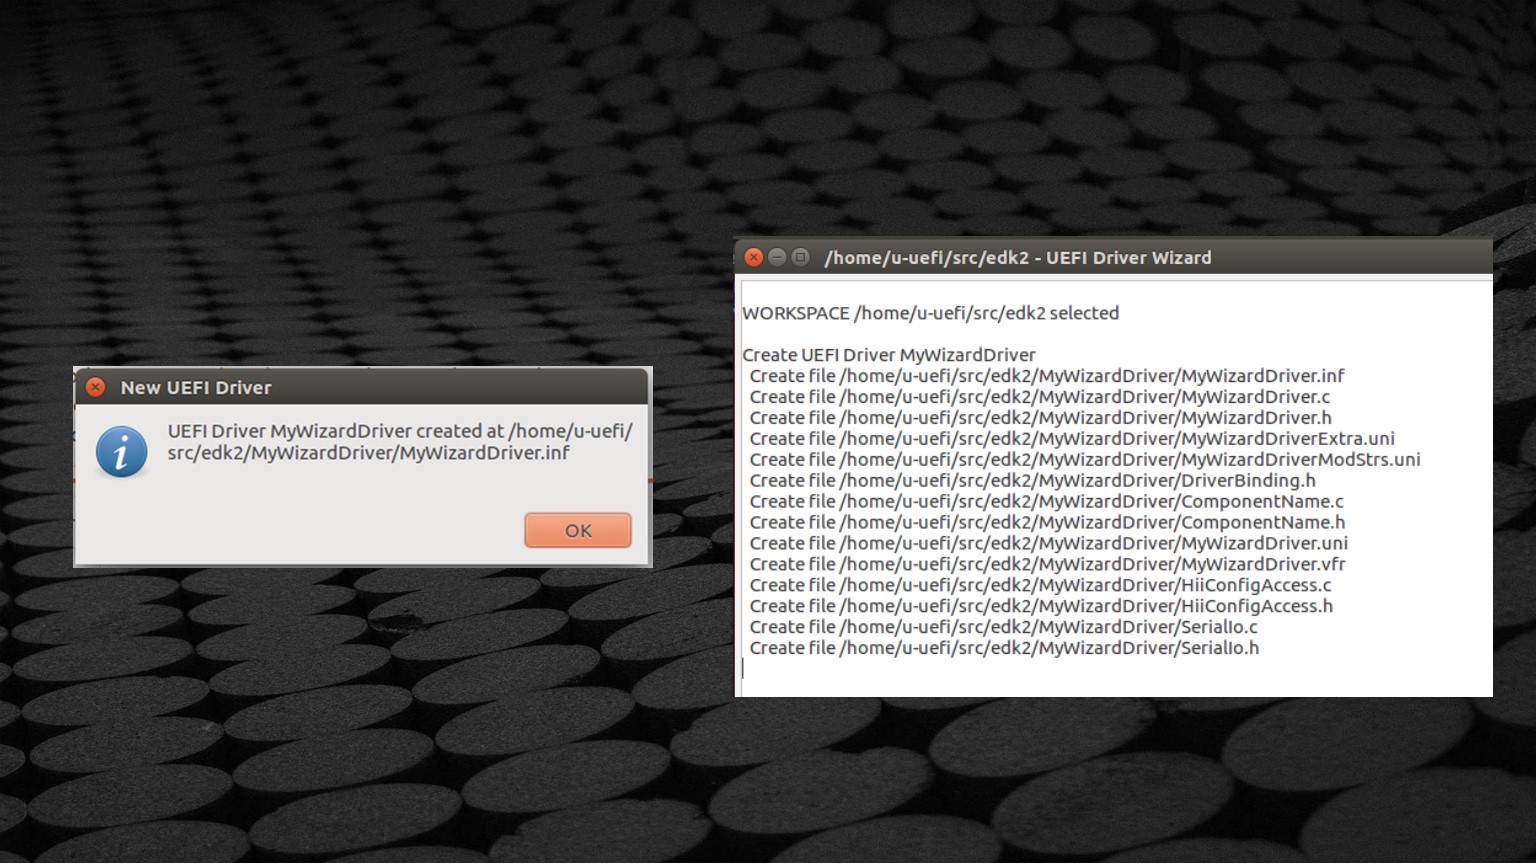 New UEFI Driver
i
UEFI Driver MyWizardDriver created at /home/u-uefi/
src/edk2/MyWizardDriver/MyWizardDriver.inf
OK
/home/u-uefi/src/edk2 - UEFI Driver Wizard
WORKSPACE /home/u-uefi/src/edk2 selected
Create UEFI Driver MyWizardDriver
Create file /home/u-uefi/src/edk2/MyWizardDriver/MyWizardDriver.inf
Create file /home/u-uefi/src/edk2/MyWizardDriver/MyWizardDriver.c
Create file /home/u-uefi/src/edk2/MyWizardDriver/MyWizardDriver.h
Create file /home/u-uefi/src/edk2/MyWizardDriver/MyWizardDriverExtra.uni
Create file /home/u-uefi/src/edk2/MyWizardDriver/MyWizardDriverModStrs.uni
Create file /home/u-uefi/src/edk2/MyWizardDriver/DriverBinding.h
Create file /home/u-uefi/src/edk2/MyWizardDriver/ComponentName.c
Create file /home/u-uefi/src/edk2/MyWizardDriver/ComponentName.h
Create file /home/u-uefi/src/edk2/MyWizardDriver/MyWizardDriver.uni
Create file /home/u-uefi/src/edk2/MyWizardDriver/MyWizardDriver.vfr
Create file /home/u-uefi/src/edk2/MyWizardDriver/HiiConfigAccess.c
Create file /home/u-uefi/src/edk2/MyWizardDriver/HiiConfigAccess.h
Create file /home/u-uefi/src/edk2/MyWizardDriver/SerialIo.c
Create file /home/u-uefi/src/edk2/MyWizardDriver/SerialIo.h